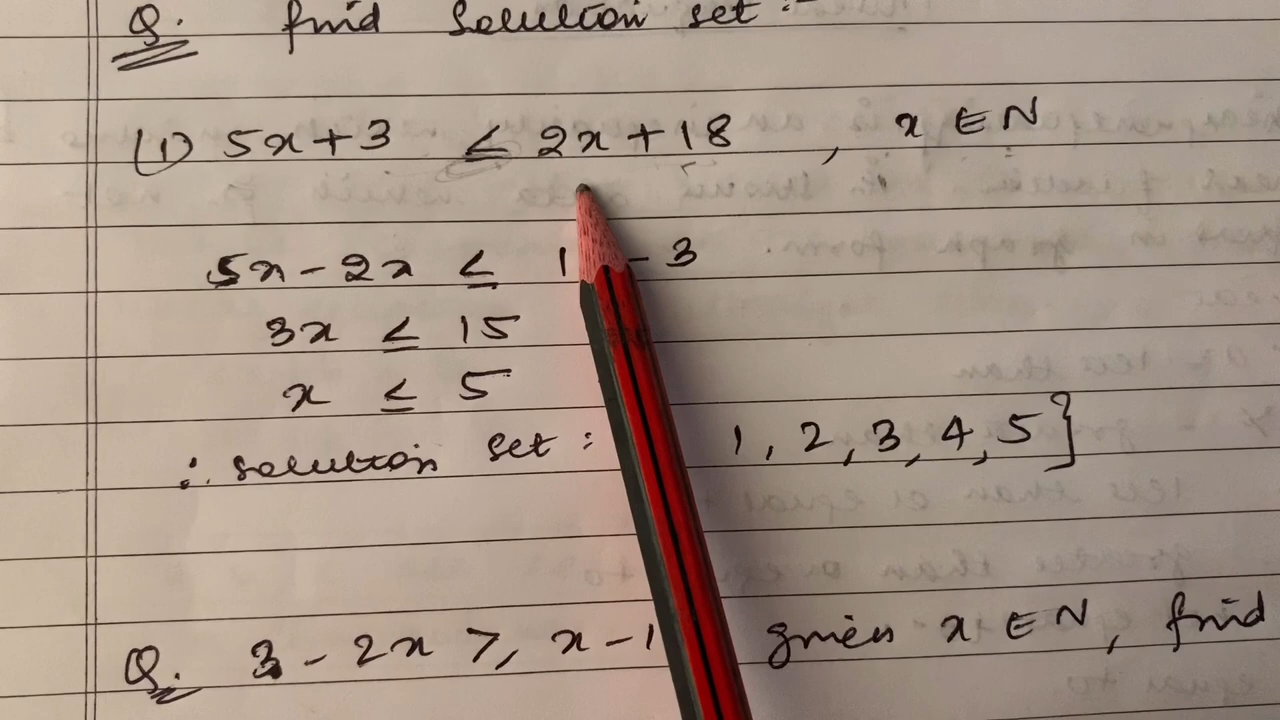 Q. find solution set :-
(1) 5x+3 ≤ 2x+18 , x ∈ N
5x-2x ≤ 1 -3
3x ≤ 15
x ≤ 5
∴ solution set : 1, 2, 3, 4, 5}
Q. 3-2x ≥ x-1 given x ∈ N, find